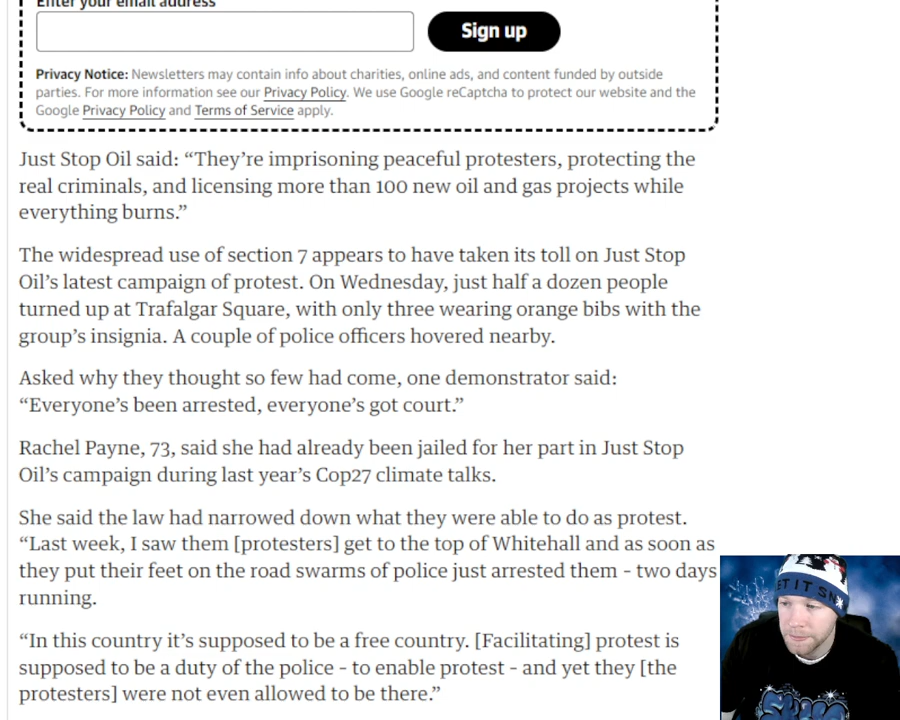 Enter your email address
Sign up
Privacy Notice: Newsletters may contain info about charities, online ads, and content funded by outside
parties. For more information see our Privacy Policy. We use Google reCaptcha to protect our website and the
Google Privacy Policy and Terms of Service apply.
Just Stop Oil said: “They’re imprisoning peaceful protesters, protecting the
real criminals, and licensing more than 100 new oil and gas projects while
everything burns.”
The widespread use of section 7 appears to have taken its toll on Just Stop
Oil’s latest campaign of protest. On Wednesday, just half a dozen people
turned up at Trafalgar Square, with only three wearing orange bibs with the
group’s insignia. A couple of police officers hovered nearby.
Asked why they thought so few had come, one demonstrator said:
“Everyone’s been arrested, everyone’s got court.”
Rachel Payne, 73, said she had already been jailed for her part in Just Stop
Oil’s campaign during last year’s Cop27 climate talks.
She said the law had narrowed down what they were able to do as protest.
“Last week, I saw them [protesters] get to the top of Whitehall and as soon as
they put their feet on the road swarms of police just arrested them – two days
running.
“In this country it’s supposed to be a free country. [Facilitating] protest is
supposed to be a duty of the police – to enable protest – and yet they [the
protesters] were not even allowed to be there.”
IT SN